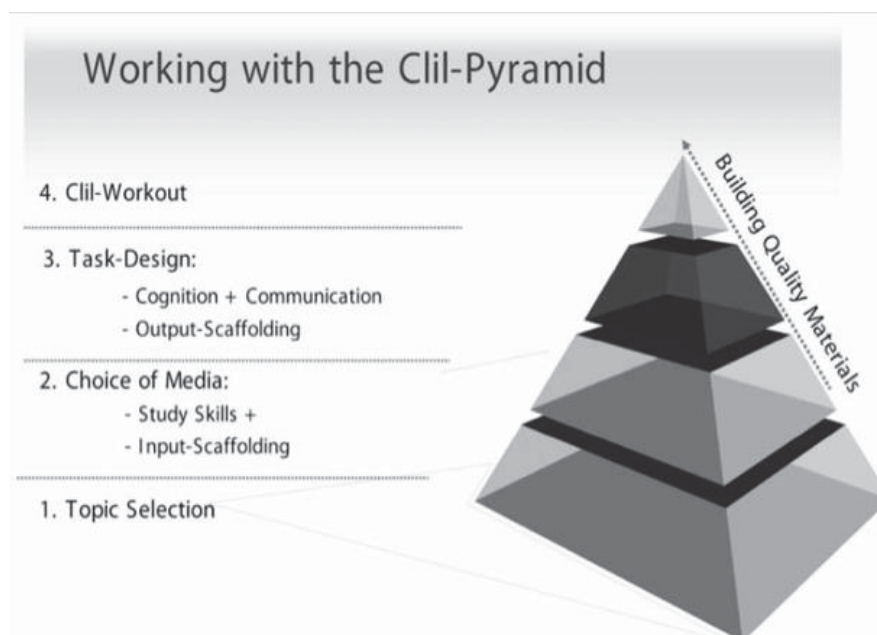 Working with the Clil-Pyramid
4. Clil-Workout
3. Task-Design:
- Cognition + Communication
- Output-Scaffolding
2. Choice of Media:
- Study Skills +
- Input-Scaffolding
1. Topic Selection
Building Quality Materials